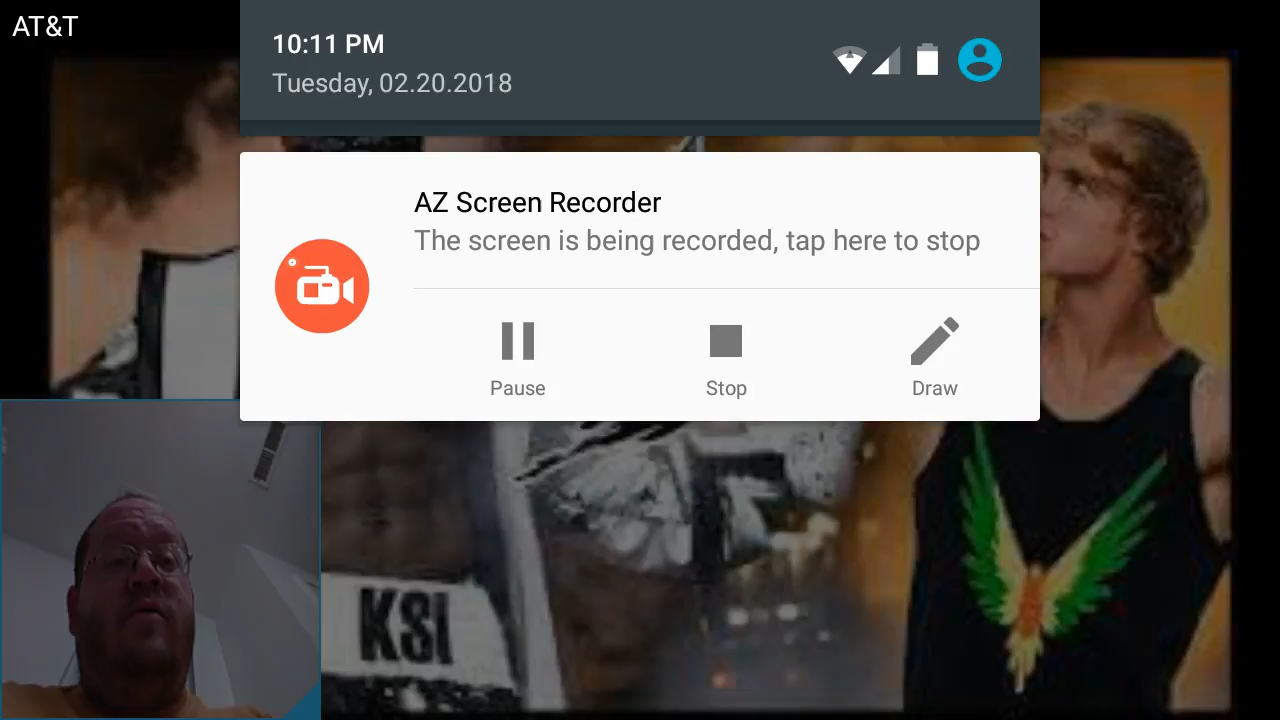 AT&T
10:11 PM
Tuesday, 02.20.2018
AZ Screen Recorder
The screen is being recorded, tap here to stop
Pause
Stop
Draw
KSI